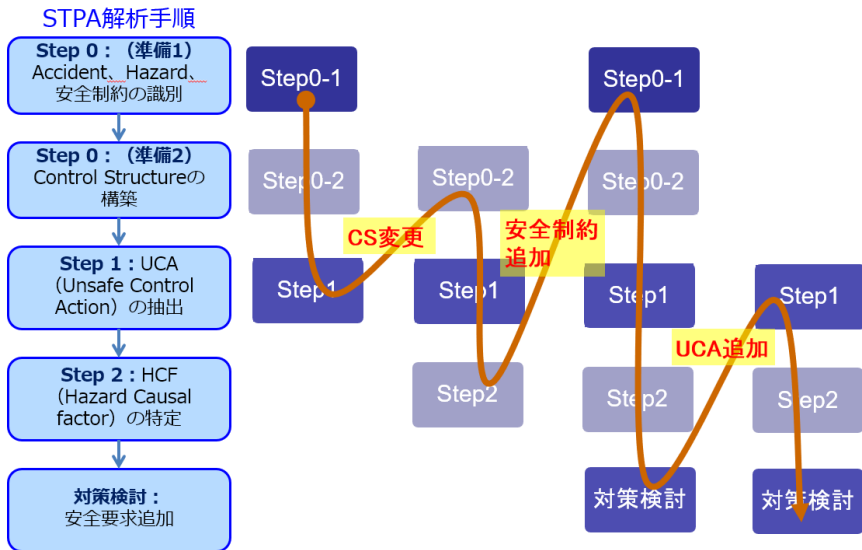 STPA解析手順
Step 0：（準備1）
Accident、Hazard、
安全制約の識別
Step 0：（準備2）
Control Structureの
構築
Step 1：UCA
（Unsafe Control
Action）の抽出
Step 2：HCF
（Hazard Causal
factor）の特定
対策検討：
安全要求追加
Step0-1
Step0-2
Step1
CS変更
Step0-2
Step1
Step2
安全制約
追加
Step0-1
Step0-2
Step1
Step2
対策検討
UCA追加
Step1
Step2
対策検討